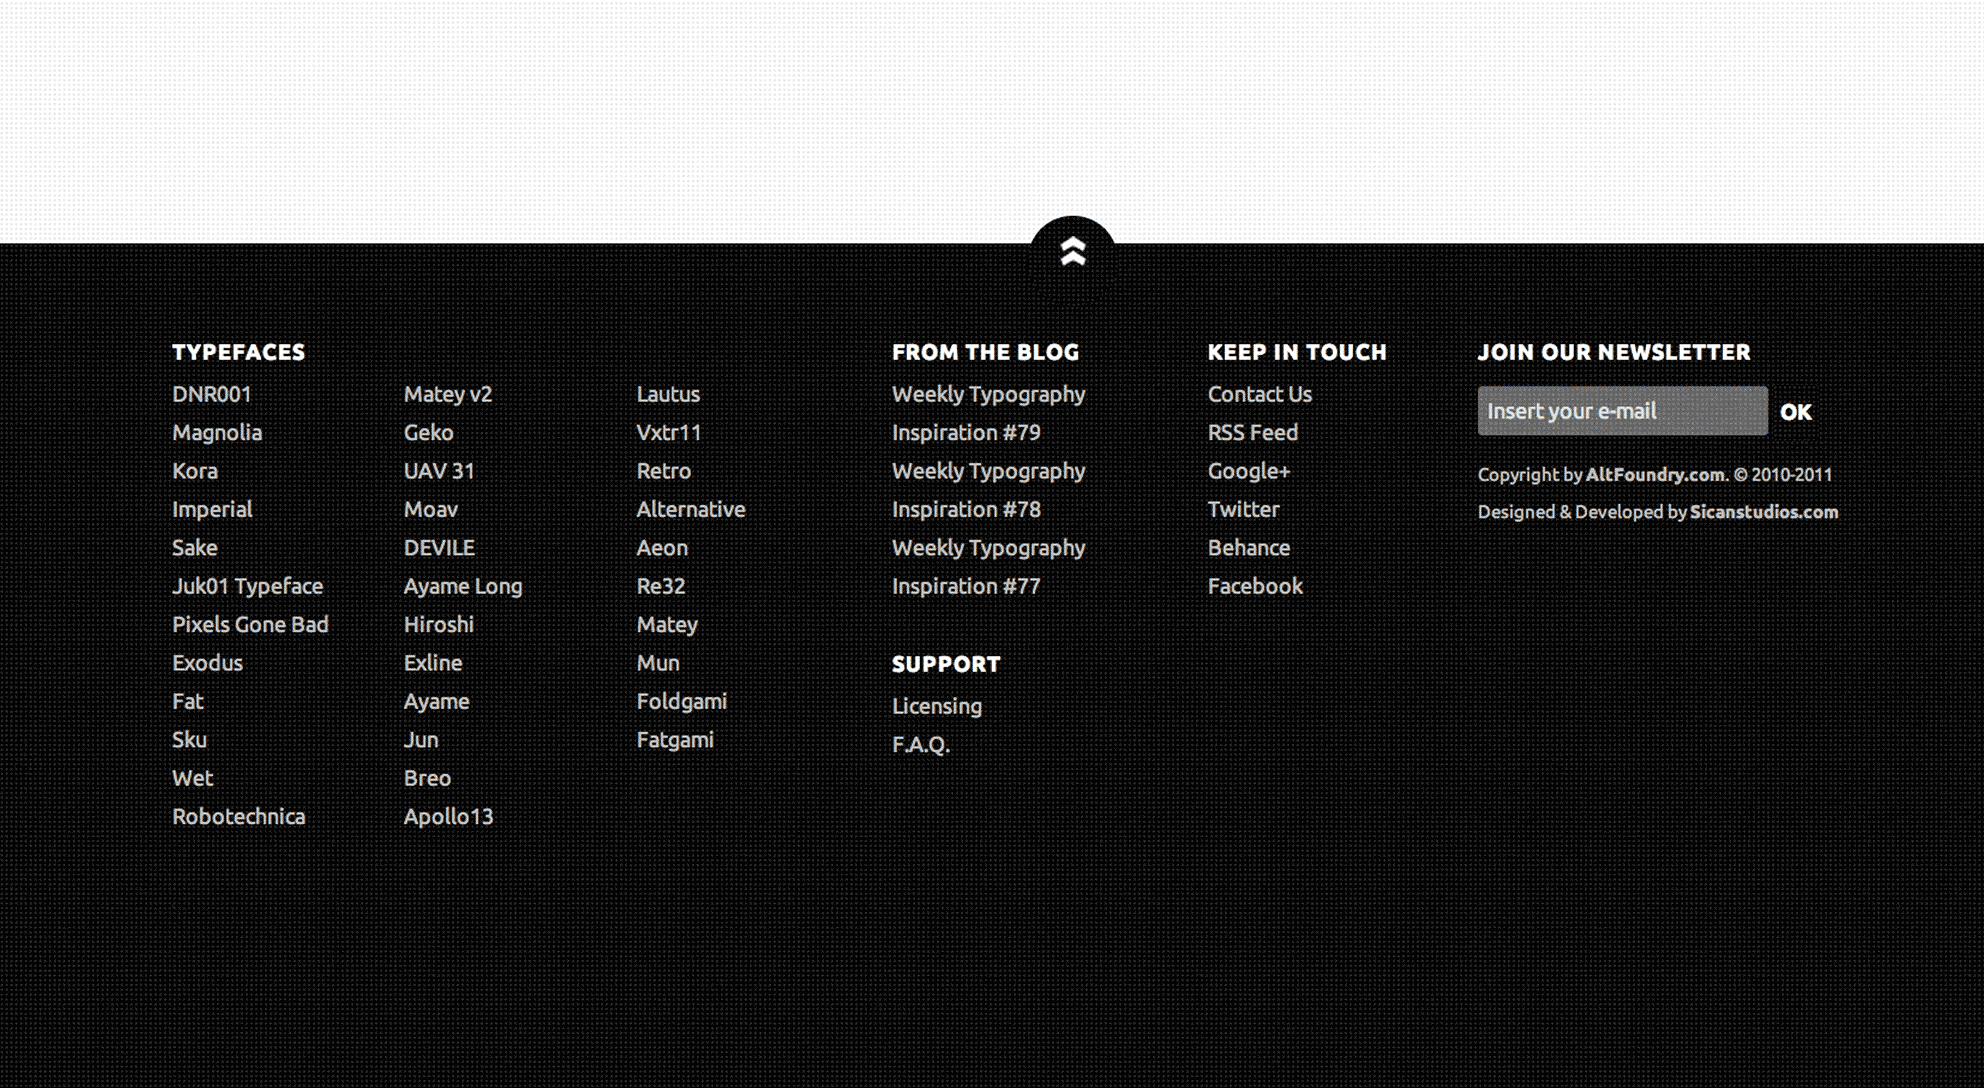 TYPEFACES
DNR001
Magnolia
Kora
Imperial
Sake
Juk01 Typeface
Pixels Gone Bad
Exodus
Fat
Sku
Wet
Robotechnica
Matey v2
Geko
UAV 31
Moav
DEVILE
Ayame Long
Hiroshi
Exline
Ayame
Jun
Breo
Apollo13
Lautus
Vxtr11
Retro
Alternative
Aeon
Re32
Matey
Mun
Foldgami
Fatgami
FROM THE BLOG
Weekly Typography
Inspiration #79
Weekly Typography
Inspiration #78
Weekly Typography
Inspiration #77
SUPPORT
Licensing
F.A.Q.
KEEP IN TOUCH
Contact Us
RSS Feed
Google+
Twitter
Behance
Facebook
JOIN OUR NEWSLETTER
Insert your e-mail OK
Copyright by AltFoundry.com. © 2010-2011
Designed & Developed by Sicanstudios.com